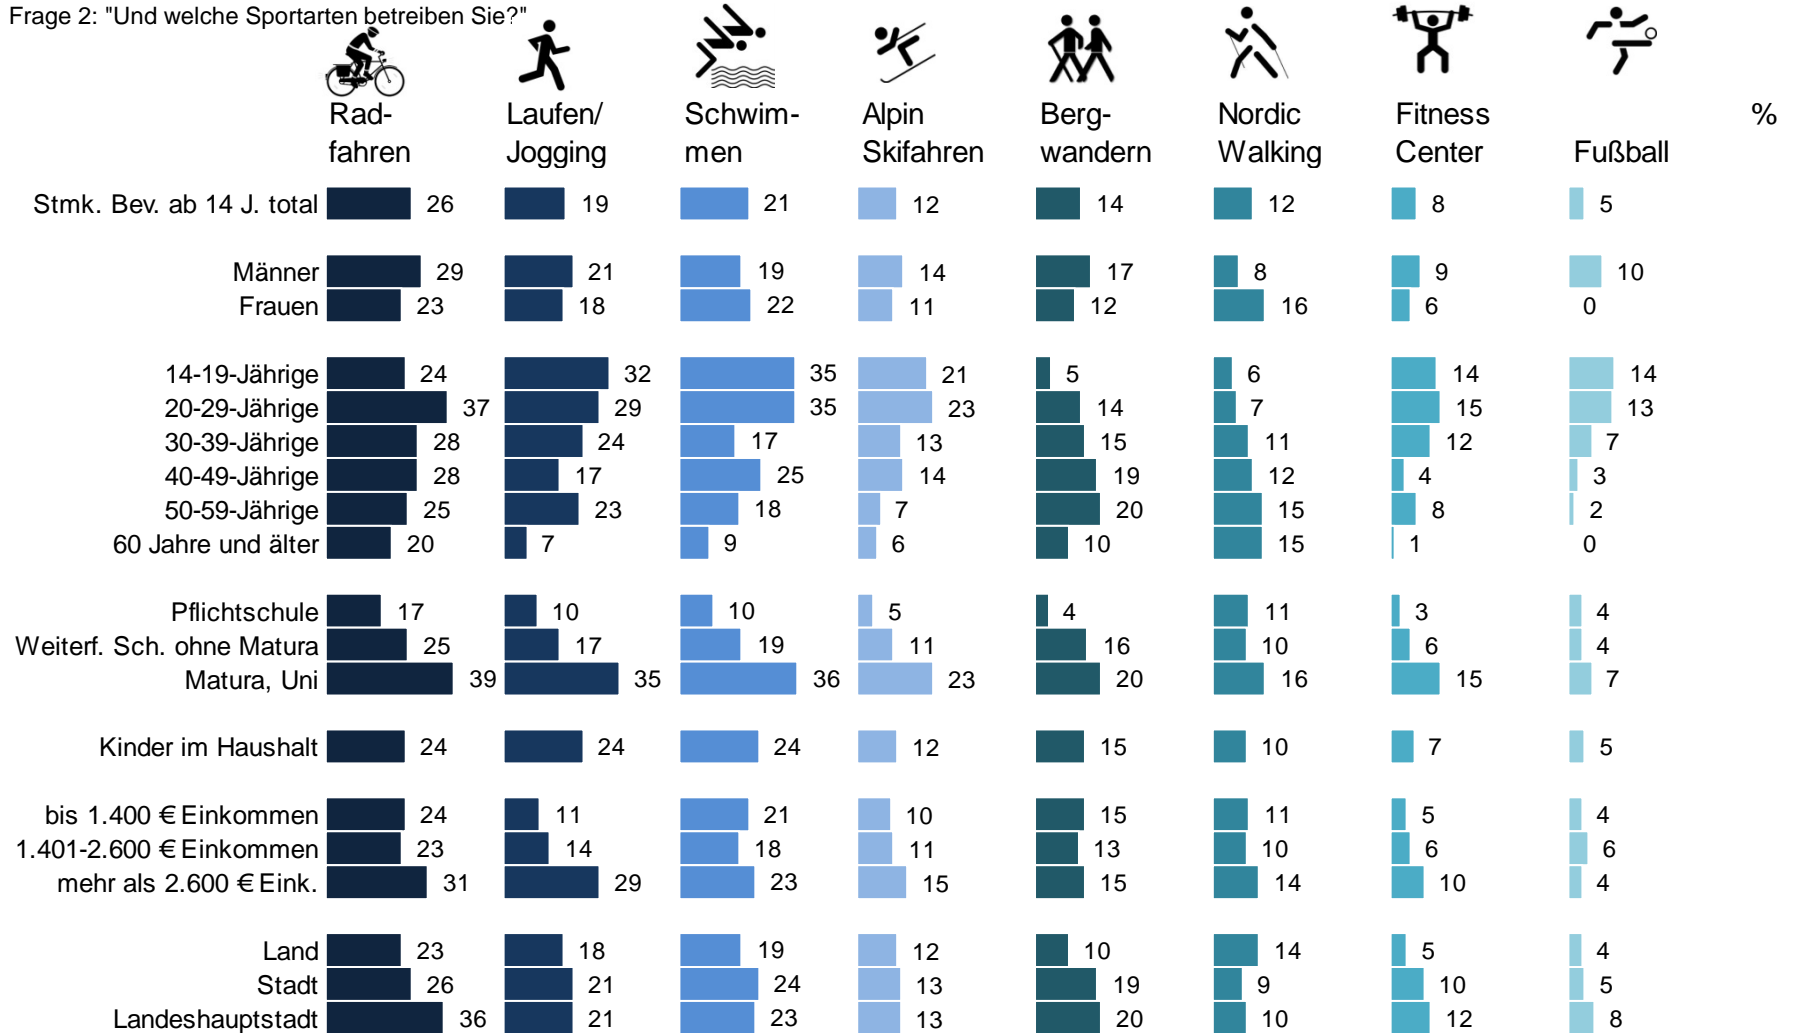 Frage 2: "Und welche Sportarten betreiben Sie?"
Rad- Laufen/ Schwim- Alpin Berg- Nordic Fitness %
fahren Jogging men Skifahren wandern Walking Center Fußball
Stmk. Bev. ab 14 J. total 26 19 21 12 14 12 8 5
Männer 29 21 19 14 17 8 9 10
Frauen 23 18 22 11 12 16 6 0
14-19-Jährige 24 32 35 21 5 6 14 14
20-29-Jährige 37 29 35 23 14 7 15 13
30-39-Jährige 28 24 17 13 15 11 12 7
40-49-Jährige 28 17 25 14 19 12 4 3
50-59-Jährige 25 23 18 7 20 15 8 2
60 Jahre und älter 20 7 9 6 10 15 1 0
Pflichtschule 17 10 10 5 4 11 3 4
Weiterf. Sch. ohne Matura 25 17 19 11 16 10 6 4
Matura, Uni 39 35 36 23 20 16 15 7
Kinder im Haushalt 24 24 24 12 15 10 7 5
bis 1.400 € Einkommen 24 11 21 10 15 11 5 4
1.401-2.600 € Einkommen 23 14 18 11 13 10 6 6
mehr als 2.600 € Eink. 31 29 23 15 15 14 10 4
Land 23 18 19 12 10 14 5 4
Stadt 26 21 24 13 19 9 10 5
Landeshauptstadt 36 21 23 13 20 10 12 8